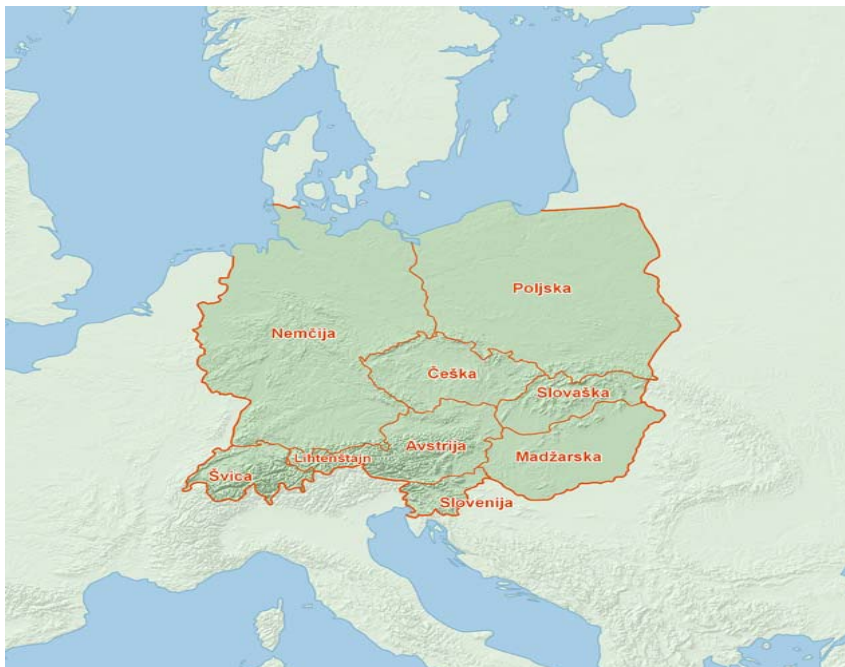 Poljska
Nemčija
Češka
Slovaška
Avstrija
Madžarska
Lihtenštajn
Švica
Slovenija